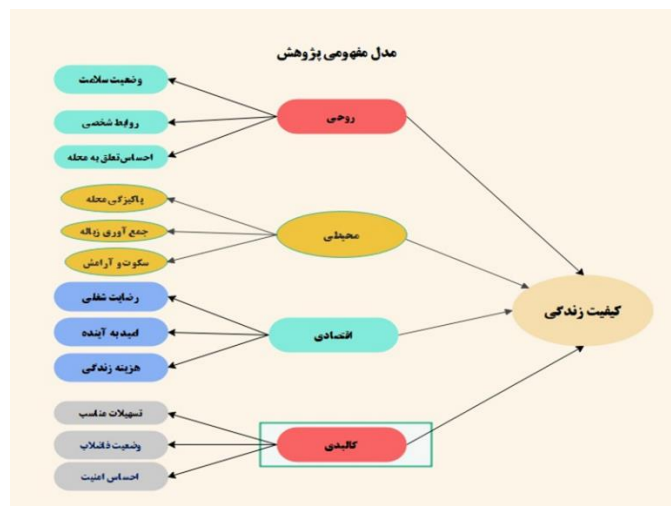 مدل مفهومی پژوهش
وضعیت سلامت
روابط شخصی
احساس تعلق به محله
روحی
پاکیزگی محله
جمع آوری زباله
سکوت و آرامش
محیطی
رضایت شغلی
امید به آینده
هزینه زندگی
اقتصادی
تسهیلات مناسب
وضعیت فاضلاب
احساس امنیت
کالبدی
کیفیت زندگی